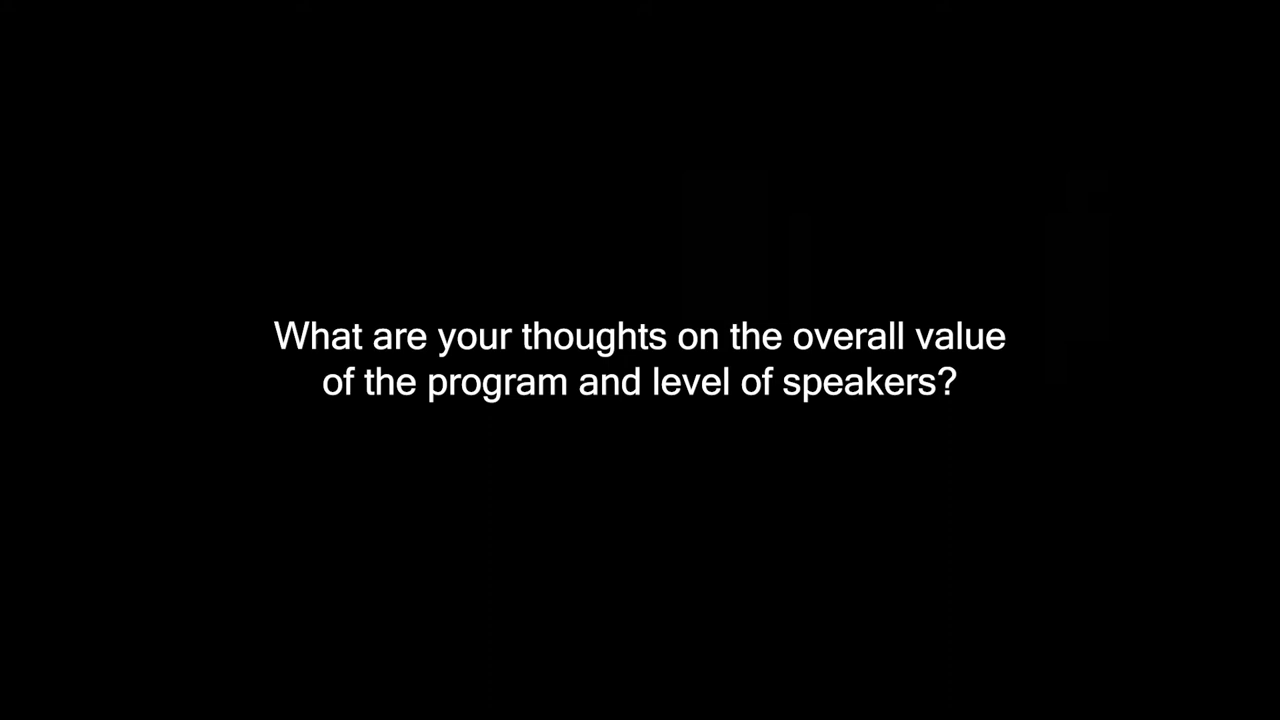 What are your thoughts on the overall value
of the program and level of speakers?